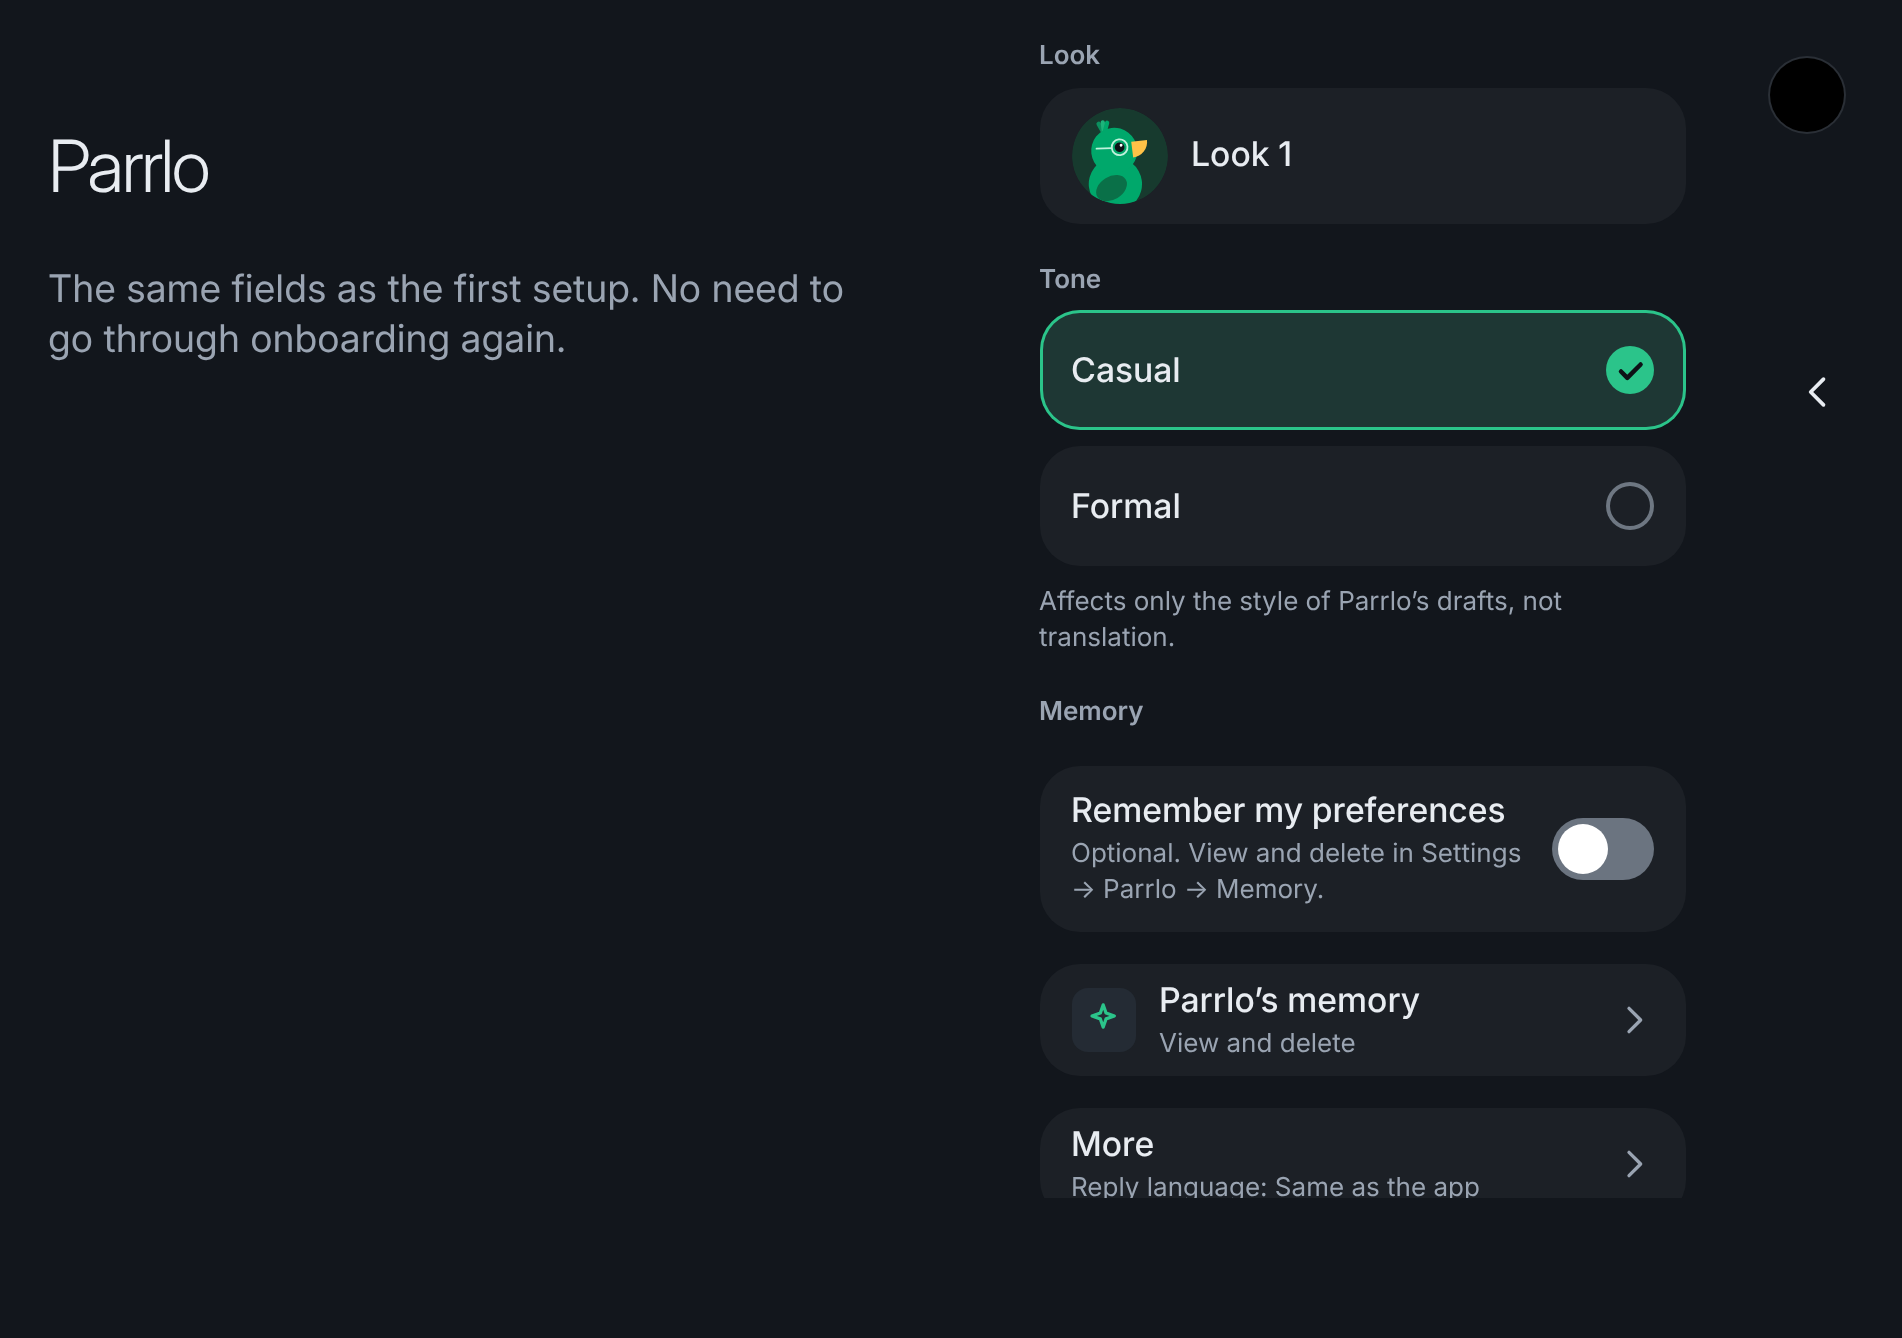 Parrlo
The same fields as the first setup. No need to
go through onboarding again.
Look
Look 1
Tone
Casual
Formal
Affects only the style of Parrlo’s drafts, not
translation.
Memory
Remember my preferences
Optional. View and delete in Settings
→ Parrlo → Memory.
Parrlo’s memory
View and delete
More
Reply language: Same as the app